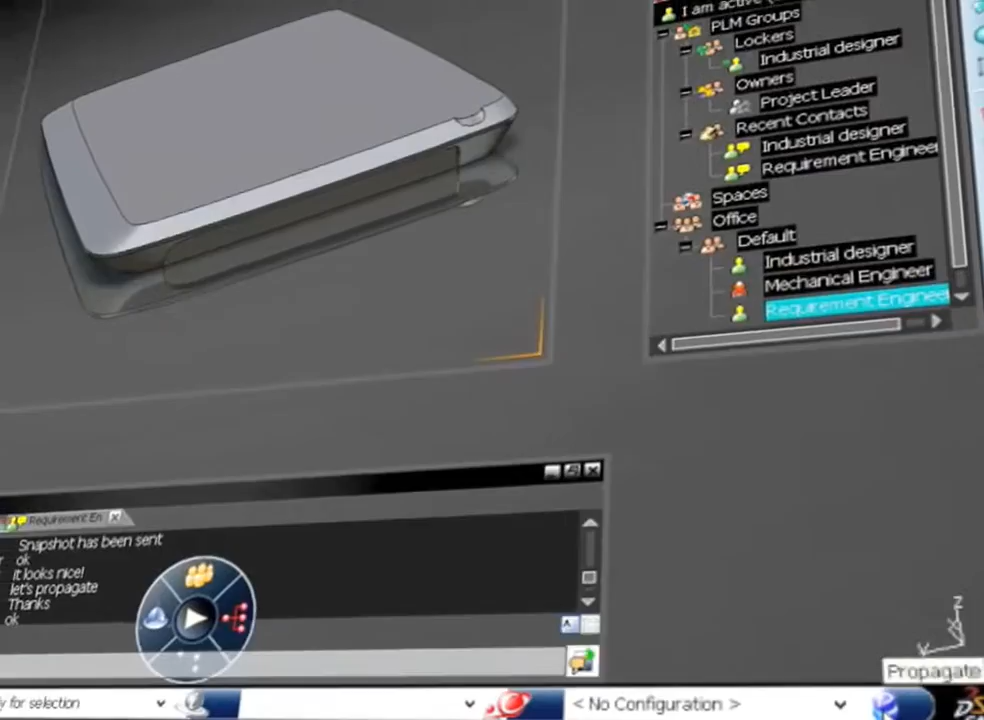 I am active
PLM Groups
Lockers
Industrial designer
Owners
Project Leader
Recent Contacts
Industrial designer
Requirement Engineer
Spaces
Office
Default
Industrial designer
Mechanical Engineer
Requirement Enginee
Requirement En
Snapshot has been sent
ok
it looks nice!
let's propagate
Thanks
ok
Propagate
y for selection
< No Configuration >